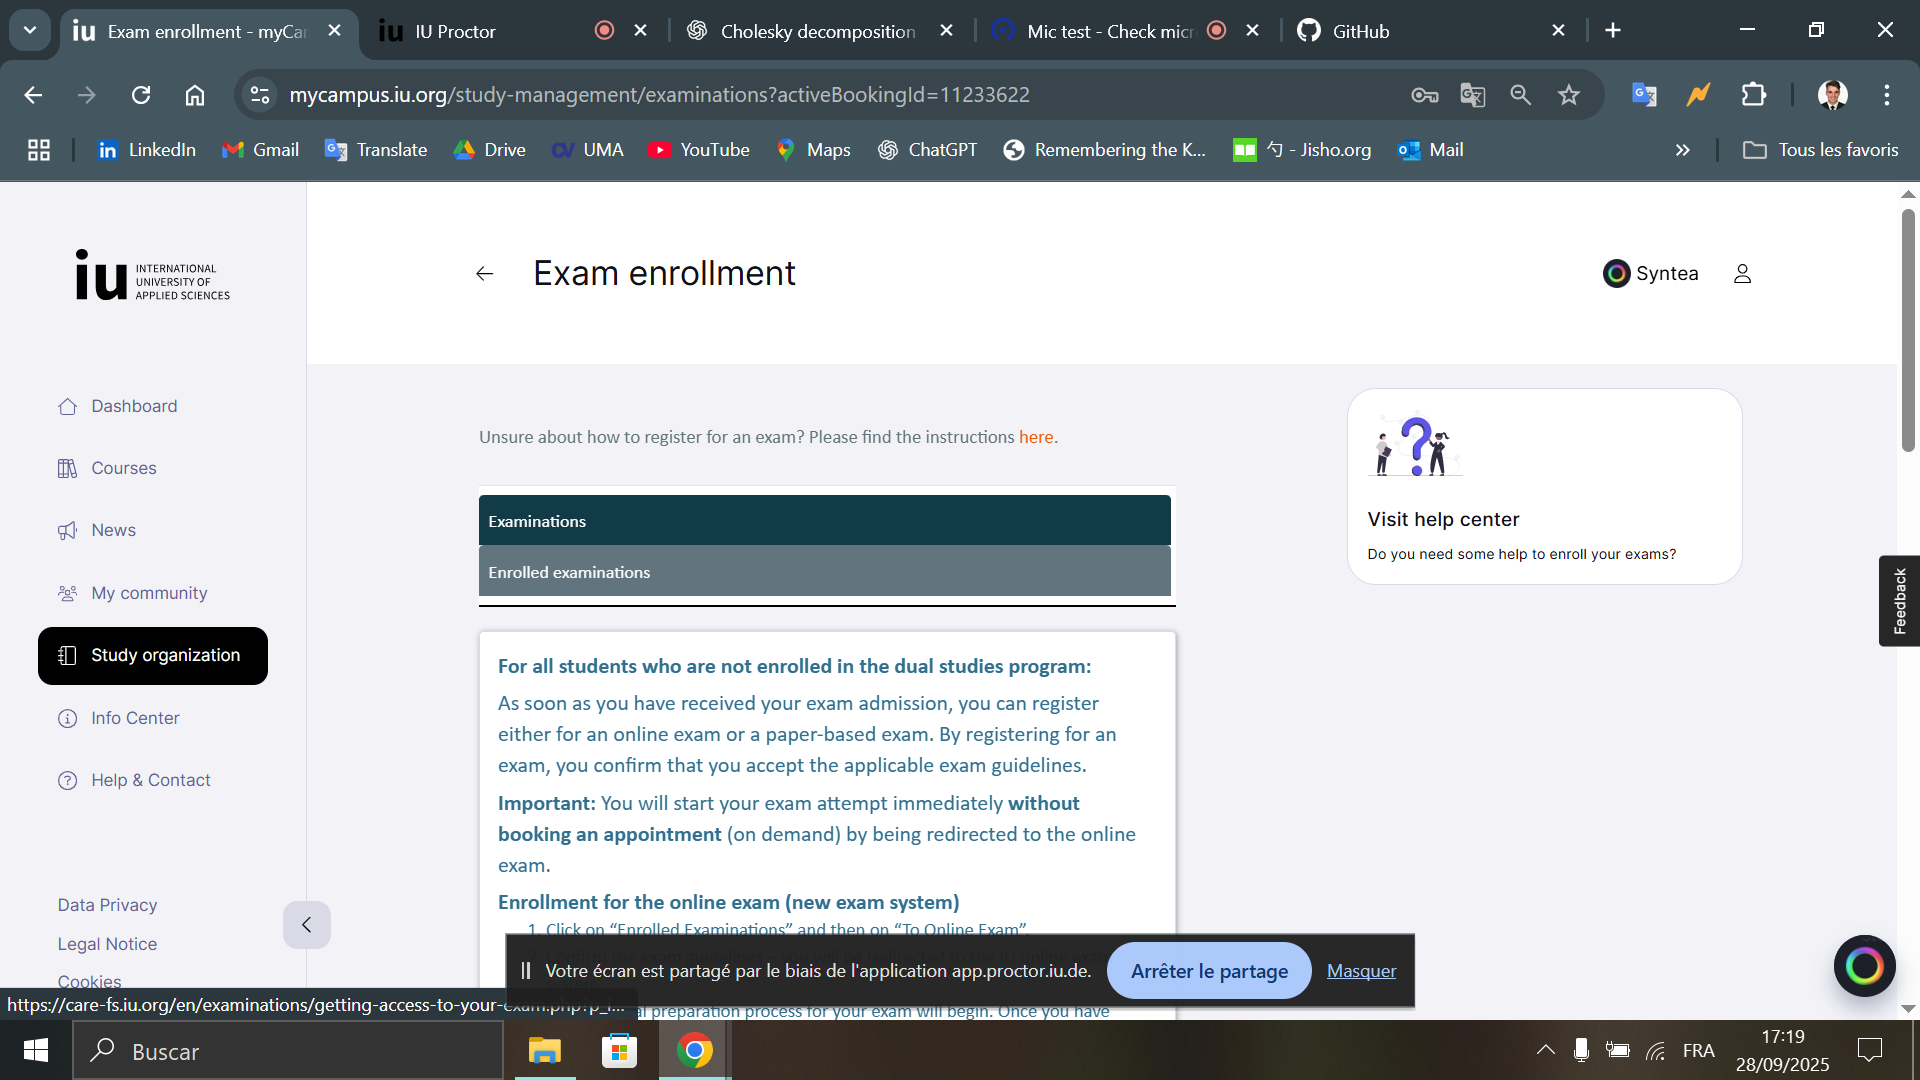 Exam enrollment - myCar
IU Proctor
Cholesky decomposition
Mic test - Check micr
GitHub
mycampus.iu.org/study-management/examinations?activeBookingId=11233622
LinkedIn
Gmail
Translate
Drive
UMA
YouTube
Maps
ChatGPT
Remembering the K...
勺 - Jisho.org
Mail
Tous les favoris
iu INTERNATIONAL
UNIVERSITY OF
APPLIED SCIENCES
Exam enrollment
Syntea
Dashboard
Courses
News
My community
Study organization
Info Center
Help & Contact
Data Privacy
Legal Notice
Cookies
Unsure about how to register for an exam? Please find the instructions here.
Examinations
Enrolled examinations
For all students who are not enrolled in the dual studies program:
As soon as you have received your exam admission, you can register
either for an online exam or a paper-based exam. By registering for an
exam, you confirm that you accept the applicable exam guidelines.
Important: You will start your exam attempt immediately without
booking an appointment (on demand) by being redirected to the online
exam.
Enrollment for the online exam (new exam system)
1. Click on “Enrolled Examinations” and then on “To Online Exam”.
preparation process for your exam will begin. Once you have
Visit help center
Do you need some help to enroll your exams?
Feedback
Votre écran est partagé par le biais de l'application app.proctor.iu.de.
Arrêter le partage
Masquer
https://care-fs.iu.org/en/examinations/getting-access-to-your-exam.php?p_i...
Buscar
FRA
17:19
28/09/2025